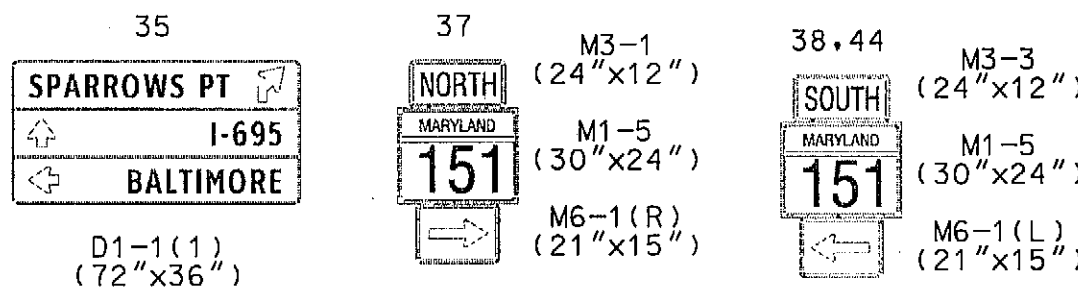 35
SPARROWS PT
I-695
BALTIMORE
D1-1(1)
(72"x36")
37
NORTH
MARYLAND
151
M3-1
(24"x12")
M1-5
(30"x24")
M6-1(R)
(21"x15")
38,44
SOUTH
MARYLAND
151
M3-3
(24"x12")
M1-5
(30"x24")
M6-1(L)
(21"x15")